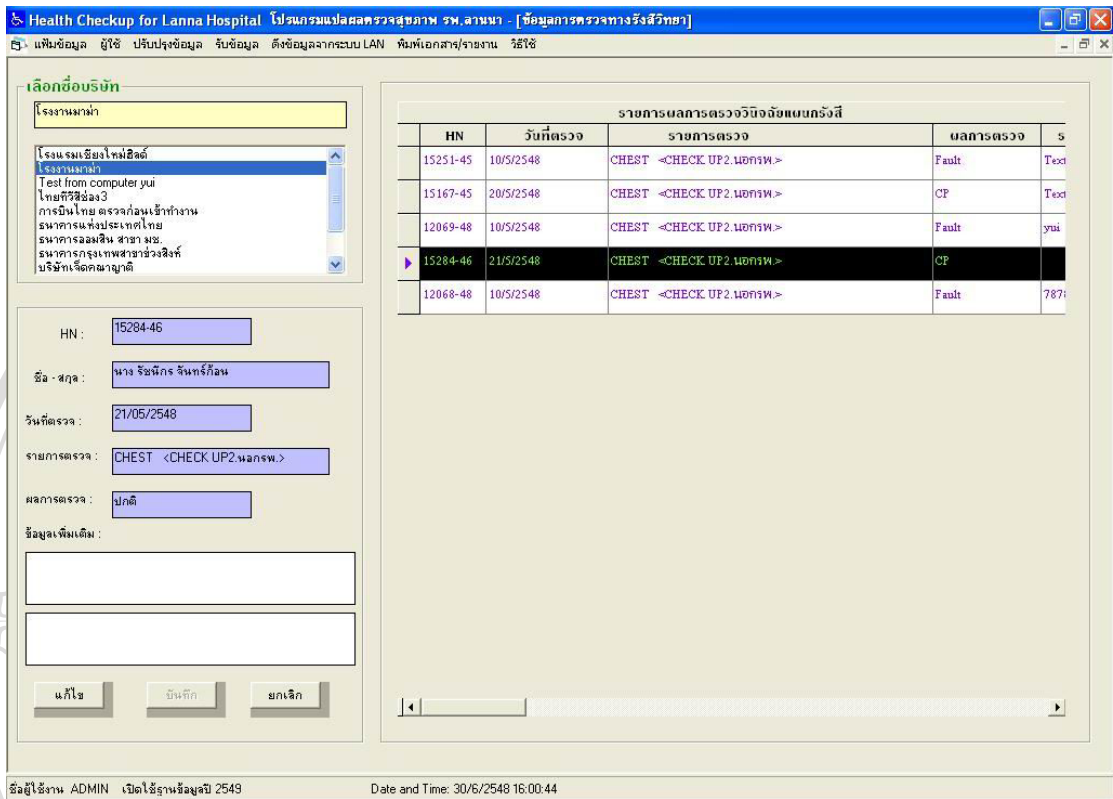 Health Checkup for Lanna Hospital โปรแกรมแปลผลตรวจสุขภาพ รพ.ลานนา - [ข้อมูลการตรวจทางรังสีวิทยา]
แฟ้มข้อมูล ผู้ใช้ ปรับปรุงข้อมูล รับข้อมูล ดึงข้อมูลจากระบบ LAN พิมพ์เอกสาร/รายงาน วิธีใช้
เลือกชื่อบริษัท
โรงงานมาม่า
โรงแรมเชียงใหม่ฮิลล์
โรงงานมาม่า
Test from computer yui
ไทยทีวีสีช่อง3
การบินไทย ตรวจก่อนเข้าทำงาน
ธนาคารแห่งประเทศไทย
ธนาคารออมสิน สาขา มช.
ธนาคารกรุงเทพสาขาช่วงสิงห์
บริษัทเจ็ดคณาญาติ
HN : 15284-46
ชื่อ - สกุล : นาง รัชนีกร จันทร์ก้อน
วันที่ตรวจ : 21/05/2548
รายการตรวจ : CHEST <CHECK UP2.นอกรพ.>
ผลการตรวจ : ปกติ
ข้อมูลเพิ่มเติม :
แก้ไข บันทึก ยกเลิก
รายการผลการตรวจวินิจฉัยแผนกรังสี
HN วันที่ตรวจ รายการตรวจ ผลการตรวจ ร
15251-45 10/5/2548 CHEST <CHECK UP2.นอกรพ.> Fault Text
15167-45 20/5/2548 CHEST <CHECK UP2.นอกรพ.> CP Text
12069-48 10/5/2548 CHEST <CHECK UP2.นอกรพ.> Fault yui
15284-46 21/5/2548 CHEST <CHECK UP2.นอกรพ.> CP
12068-48 10/5/2548 CHEST <CHECK UP2.นอกรพ.> Fault 787
ชื่อผู้ใช้งาน ADMIN เปิดใช้ฐานข้อมูลปี 2549 Date and Time: 30/6/2548 16:00:44